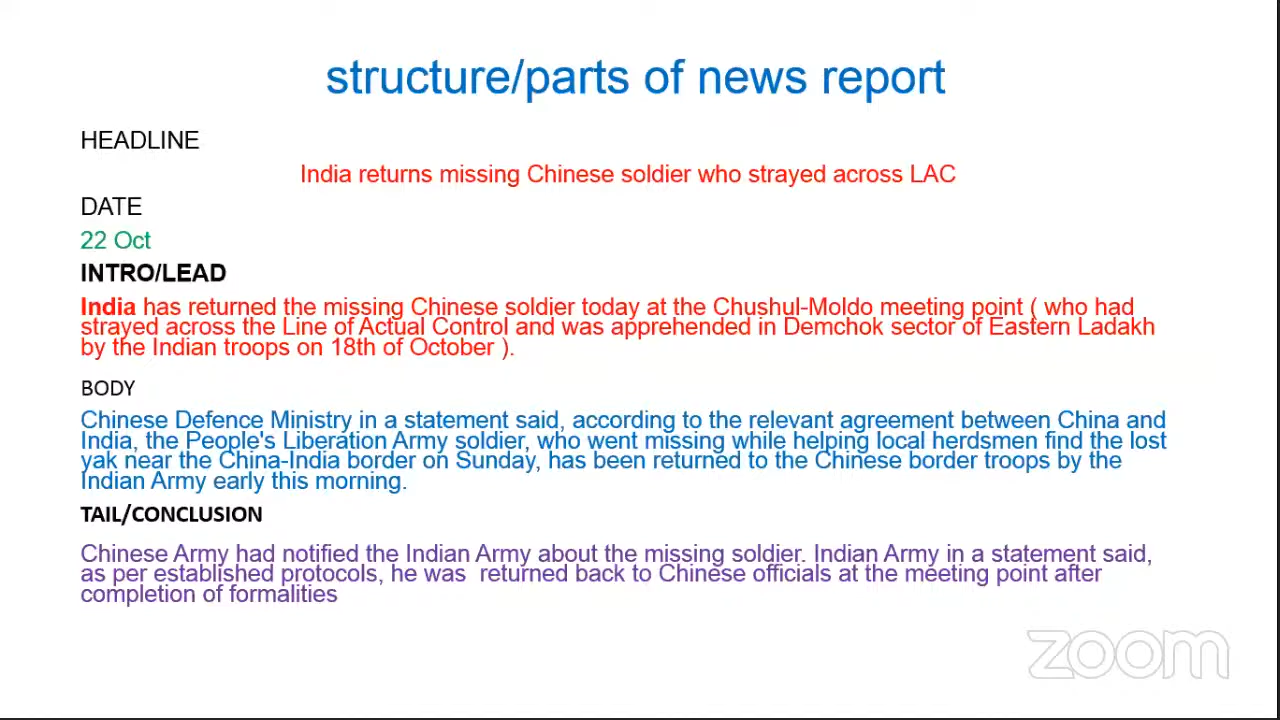 structure/parts of news report
HEADLINE
India returns missing Chinese soldier who strayed across LAC
DATE
22 Oct
INTRO/LEAD
India has returned the missing Chinese soldier today at the Chushul-Moldo meeting point ( who had
strayed across the Line of Actual Control and was apprehended in Demchok sector of Eastern Ladakh
by the Indian troops on 18th of October ).
BODY
Chinese Defence Ministry in a statement said, according to the relevant agreement between China and
India, the People's Liberation Army soldier, who went missing while helping local herdsmen find the lost
yak near the China-India border on Sunday, has been returned to the Chinese border troops by the
Indian Army early this morning.
TAIL/CONCLUSION
Chinese Army had notified the Indian Army about the missing soldier. Indian Army in a statement said,
as per established protocols, he was  returned back to Chinese officials at the meeting point after
completion of formalities
zoom